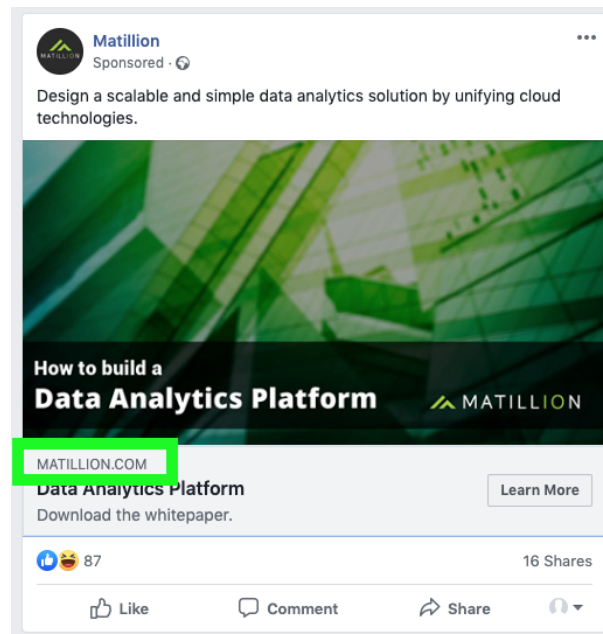 MATILLION
Matillion
Sponsored ·
Design a scalable and simple data analytics solution by unifying cloud
technologies.
How to build a
Data Analytics Platform
MATILLION
MATILLION.COM
Data Analytics Platform
Learn More
Download the whitepaper.
87
16 Shares
Like
Comment
Share